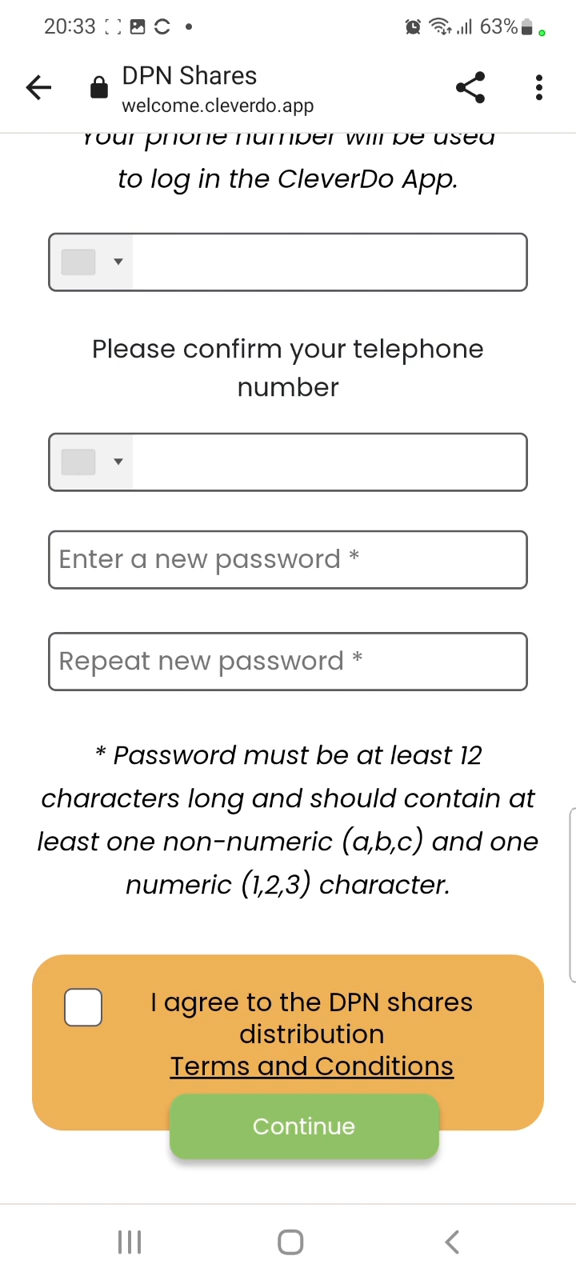 20:33
63%
DPN Shares
welcome.cleverdo.app
Your phone number will be used
to log in the CleverDo App.
Please confirm your telephone
number
Enter a new password *
Repeat new password *
* Password must be at least 12
characters long and should contain at
least one non-numeric (a,b,c) and one
numeric (1,2,3) character.
I agree to the DPN shares
distribution
Terms and Conditions
Continue